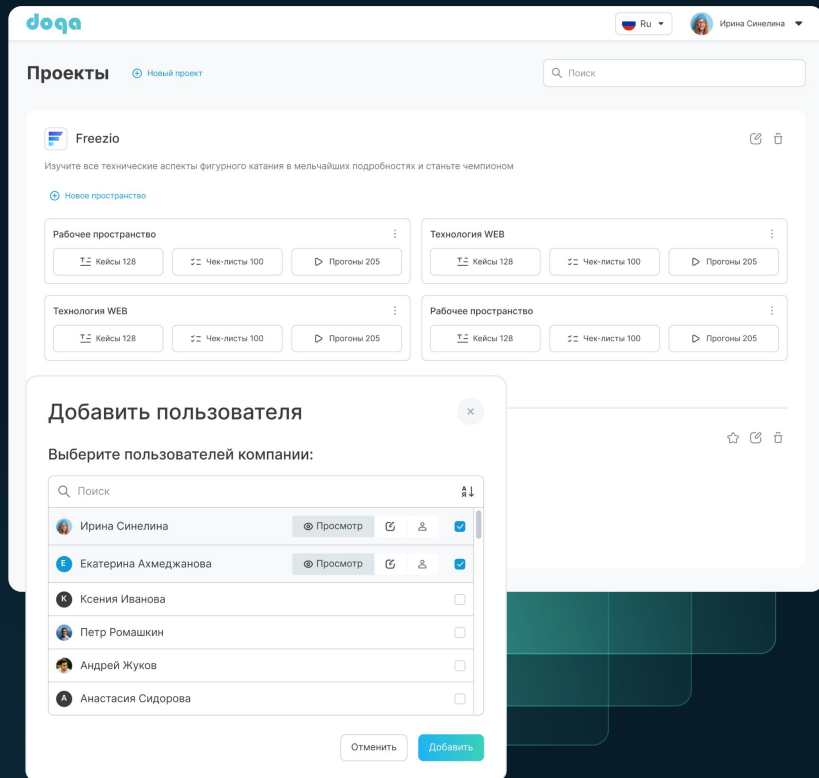 doqa
Ru
Ирина Синелина
Проекты
Новый проект
Поиск
Freezio
Изучите все технические аспекты фигурного катания в мельчайших подробностях и станьте чемпионом
Новое пространство
Рабочее пространство
Кейсы 128 Чек-листы 100 Прогоны 205
Технология WEB
Кейсы 128 Чек-листы 100 Прогоны 205
Технология WEB
Кейсы 128 Чек-листы 100 Прогоны 205
Рабочее пространство
Кейсы 128 Чек-листы 100 Прогоны 205
Добавить пользователя
Выберите пользователей компании:
Поиск
А
Я
Ирина Синелина Просмотр
Е Екатерина Ахмеджанова Просмотр
К Ксения Иванова
Петр Ромашкин
Андрей Жуков
А Анастасия Сидорова
Отменить Добавить